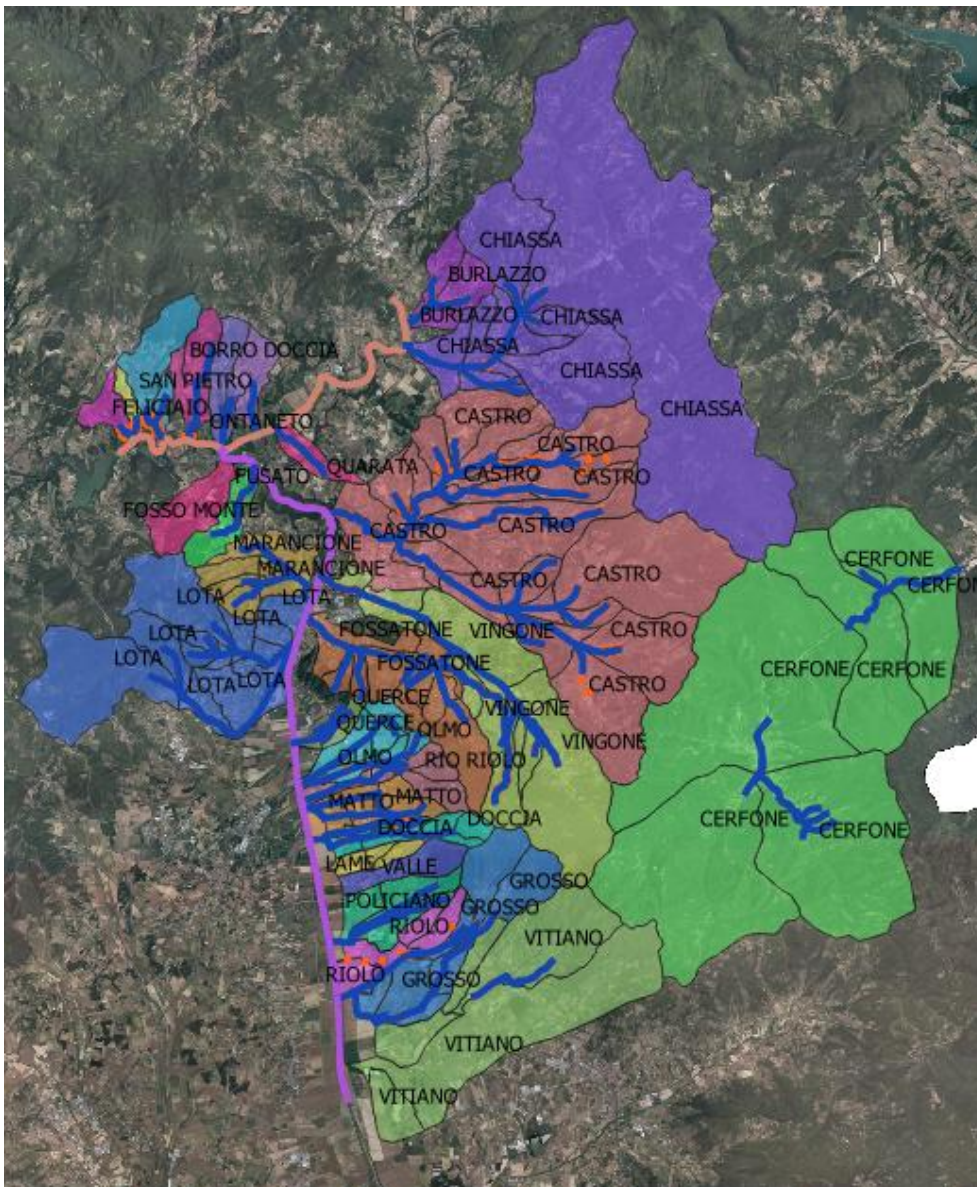 CHIASSA
BURLAZZO
BURLAZZO
CHIASSA
CHIASSA
BORRO DOCCIA
CHIASSA
SAN PIETRO
CHIASSA
FELICIAIO
ONTANETO
CASTRO
CASTRO
QUARATA
FUSATO
CASTRO
CASTRO
FOSSO MONTE
CASTRO
CASTRO
MARANCIONE
MARANCIONE
CASTRO
CASTRO
CERFONE
CERFON
LOTA
LOTA
LOTA
LOTA
FOSSATONE
VINGONE
CASTRO
LOTA
FOSSATONE
CERFONE
CERFONE
LOTA
LOTA
QUERCE
CASTRO
QUERCE
OLMO
VINGONE
VINGONE
OLMO
RIO RIOLO
MATTO
MATTO
DOCCIA
DOCCIA
CERFONE
CERFONE
LAME
VALLE
GROSSO
POLICIANO
GROSSO
RIOLO
VITIANO
RIOLO
GROSSO
VITIANO
VITIANO